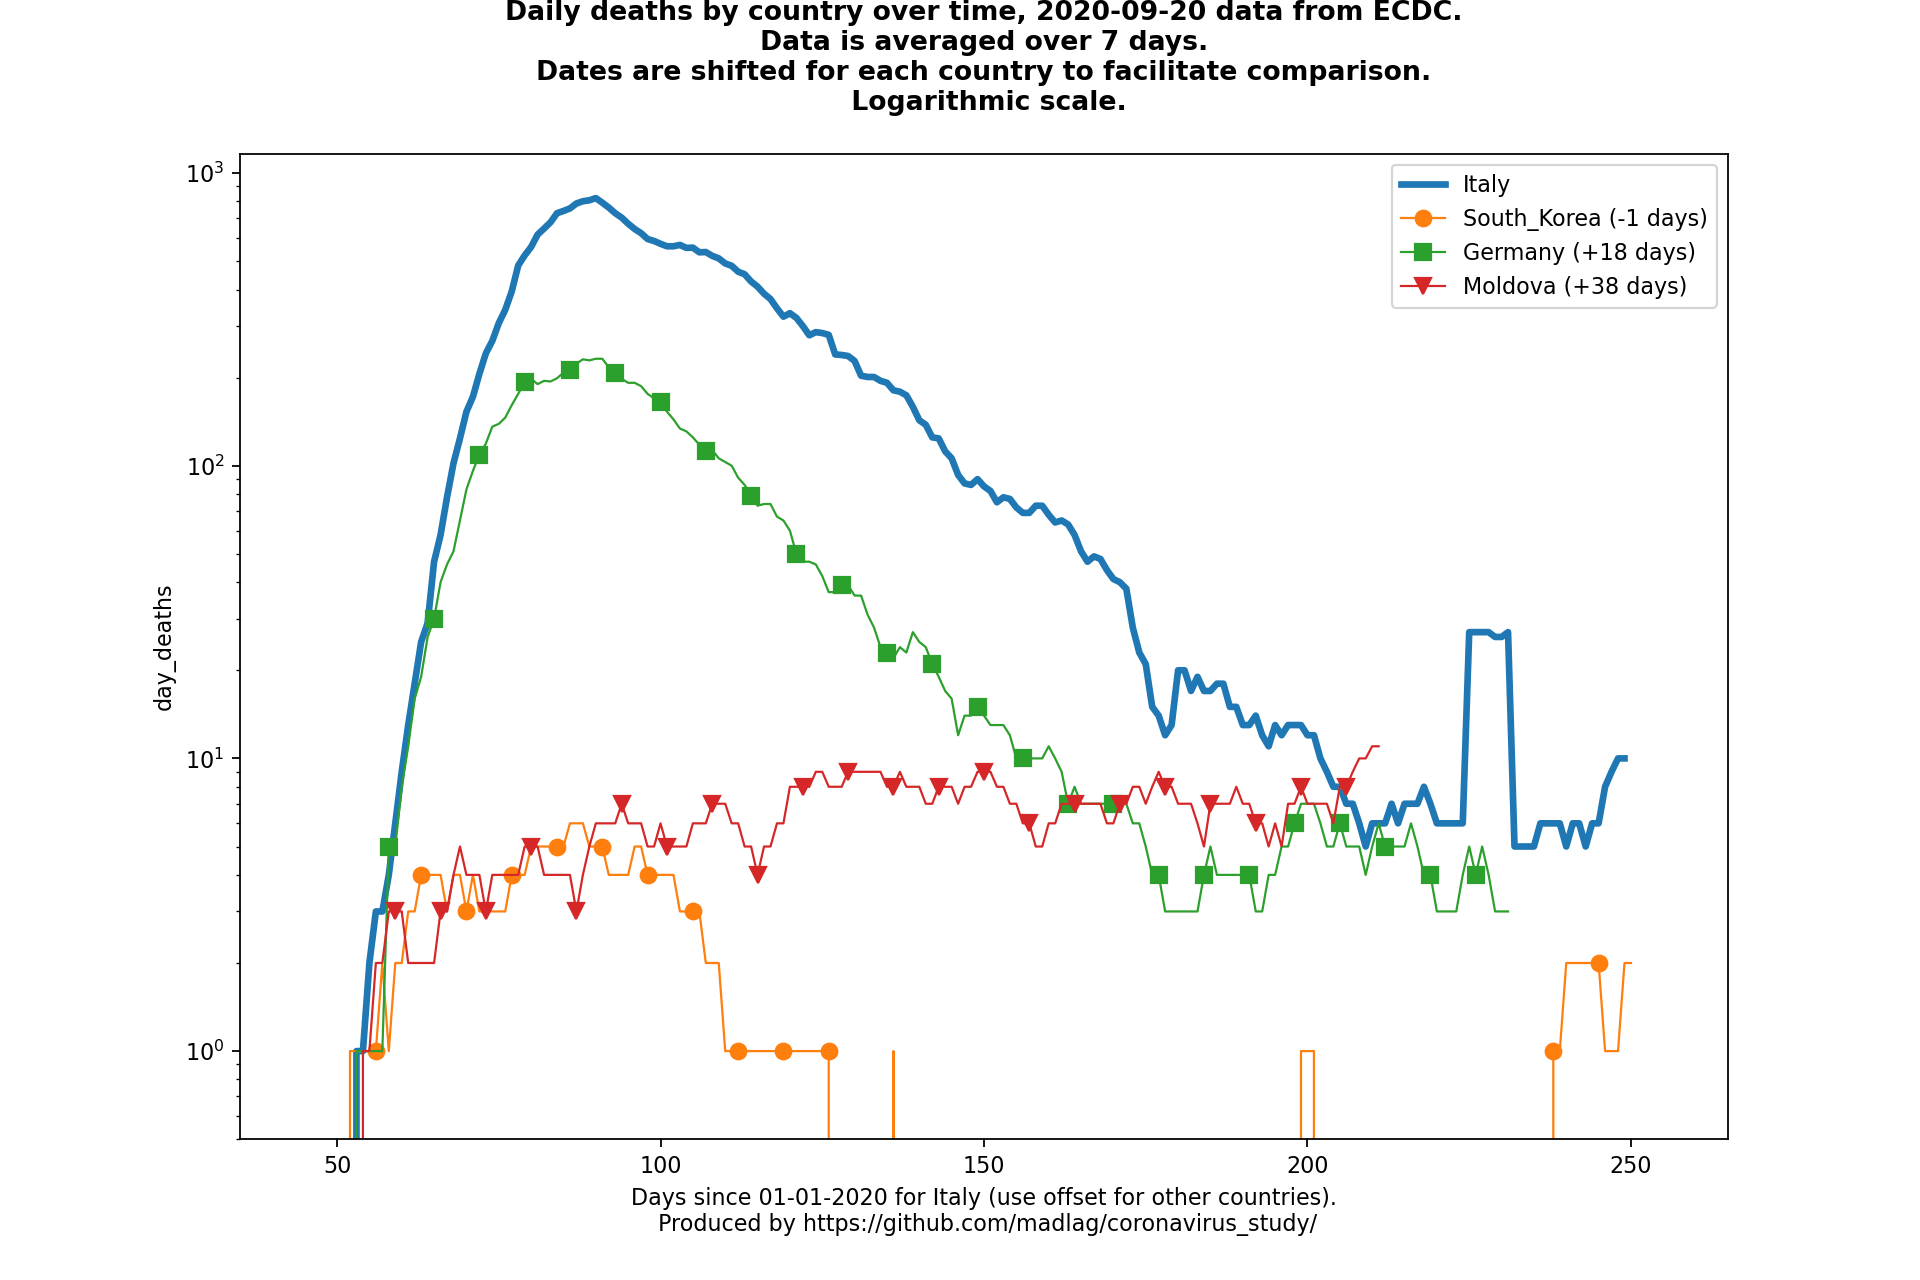 Daily deaths by country over time, 2020-09-20 data from ECDC.
Data is averaged over 7 days.
Dates are shifted for each country to facilitate comparison.
Logarithmic scale.
10³
10²
10¹
10⁰
day_deaths
Italy
South_Korea (-1 days)
Germany (+18 days)
Moldova (+38 days)
50 100 150 200 250
Days since 01-01-2020 for Italy (use offset for other countries).
Produced by https://github.com/madlag/coronavirus_study/